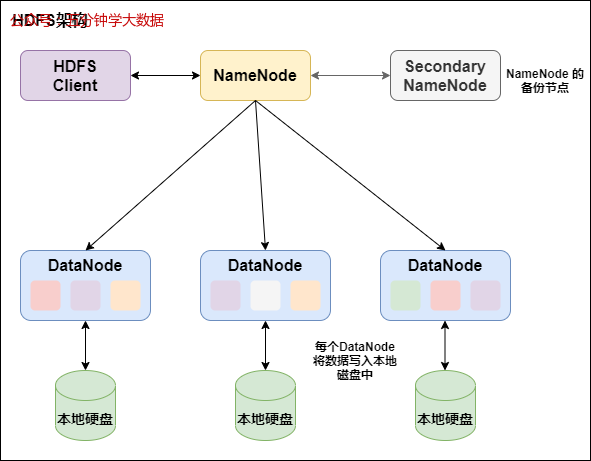 HDFS架构
五分钟学大数据
HDFS
Client
NameNode
Secondary
NameNode
NameNode 的
备份节点
DataNode
DataNode
DataNode
每个DataNode
将数据写入本地
磁盘中
本地硬盘
本地硬盘
本地硬盘